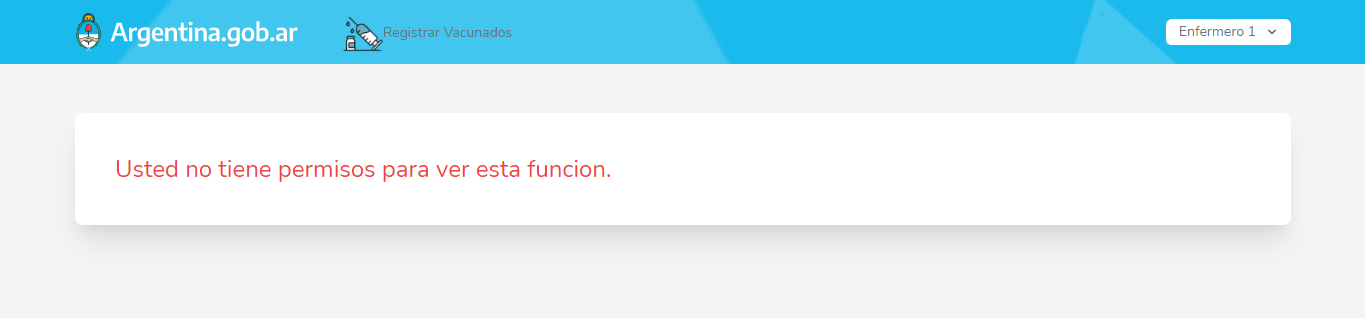 Argentina.gob.ar
Registrar Vacunados
Enfermero 1
Usted no tiene permisos para ver esta funcion.